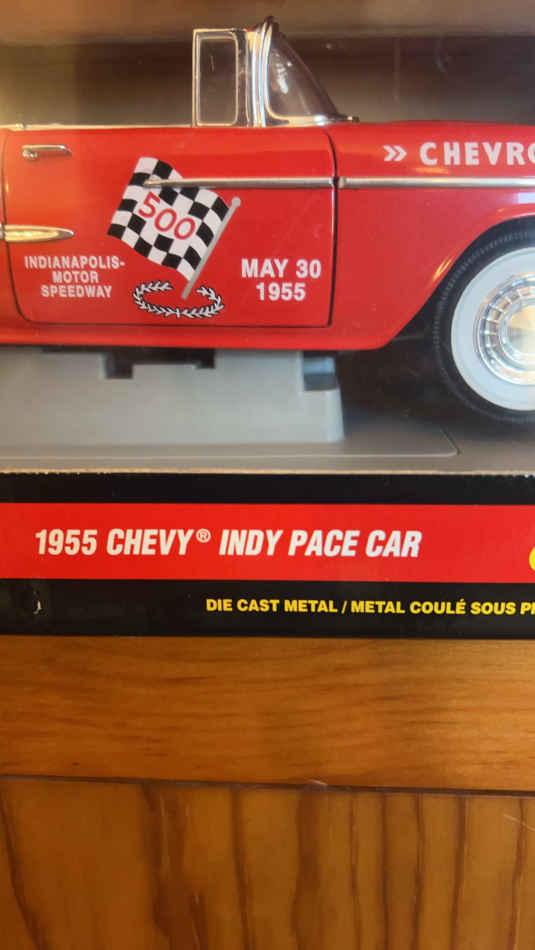 » CHEVRO
500
INDIANAPOLIS-
MOTOR
SPEEDWAY
MAY 30
1955
1955 CHEVY® INDY PACE CAR
DIE CAST METAL / METAL COULÉ SOUS P